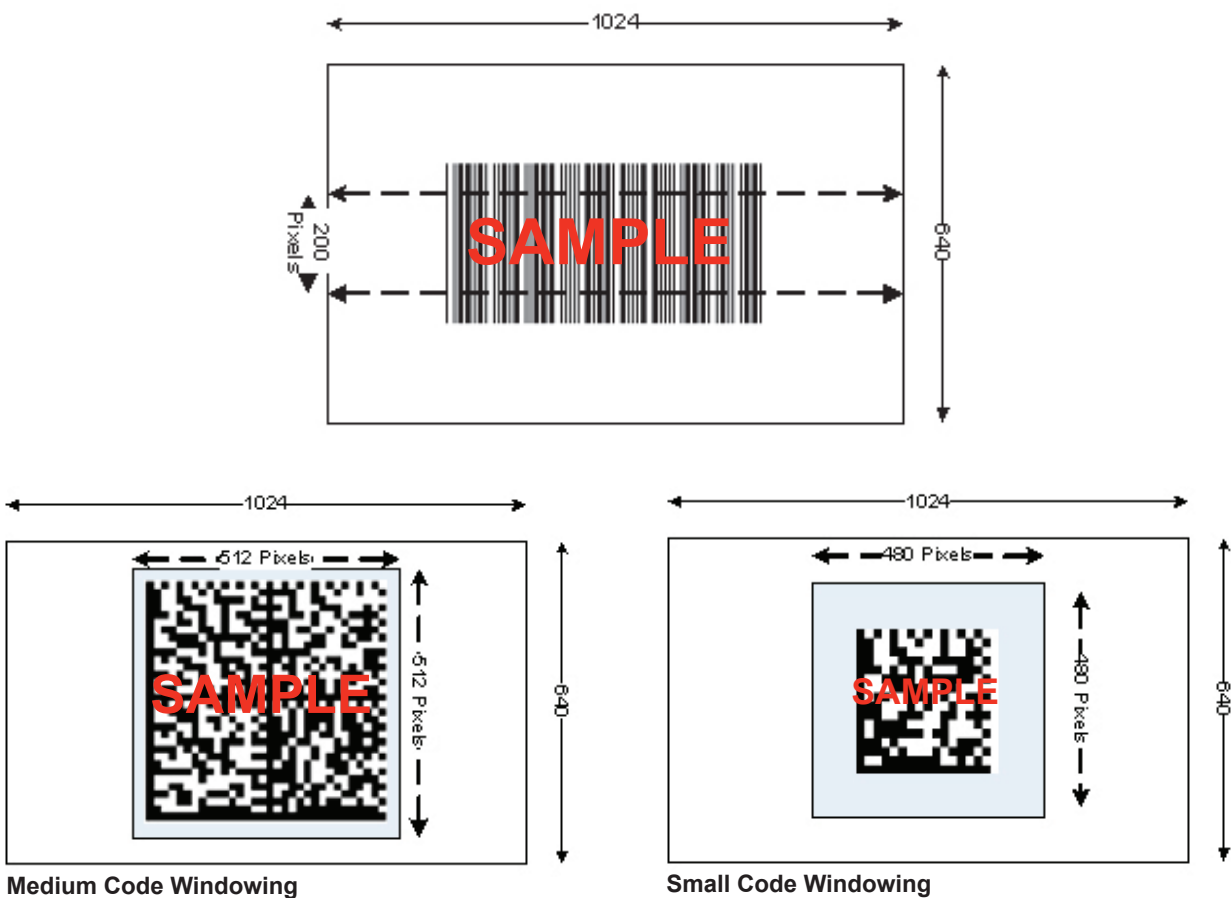 1024
640
200
Pixels
SAMPLE
1024
512 Pixels
512 Pixels
640
SAMPLE
Medium Code Windowing
1024
480 Pixels
480 Pixels
640
SAMPLE
Small Code Windowing